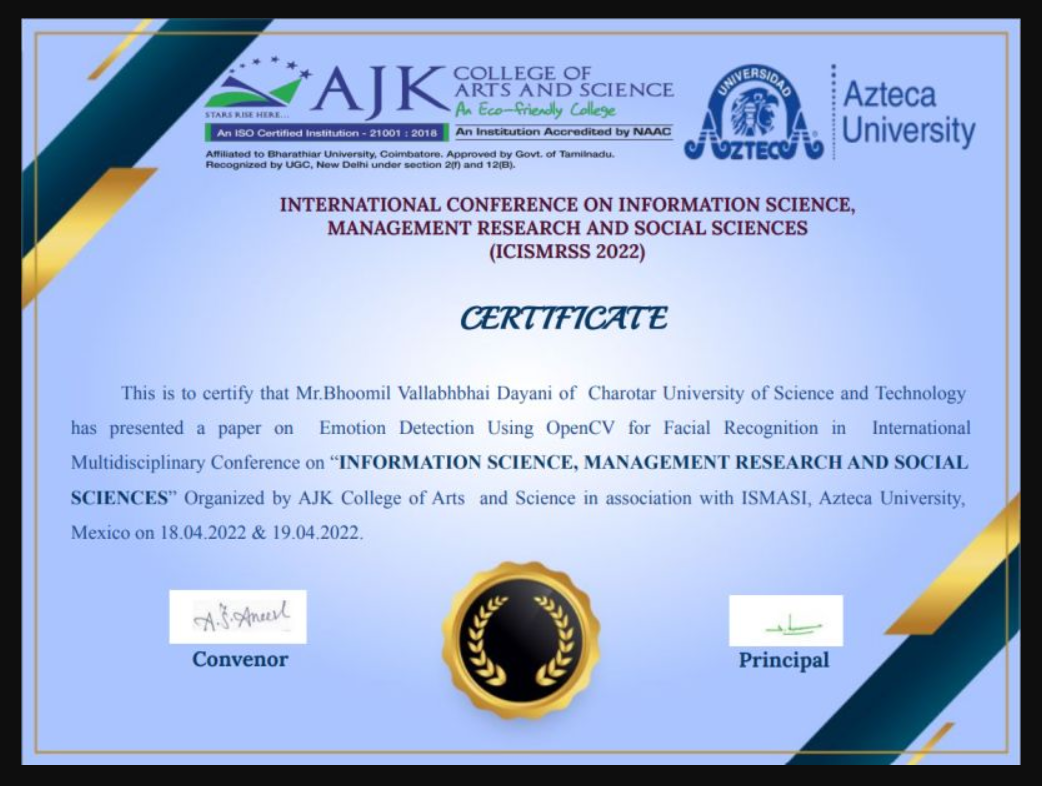 STARS RISE HERE...
AJK COLLEGE OF
ARTS AND SCIENCE
An Eco-friendly College
An ISO Certified Institution - 21001 : 2018
An Institution Accredited by NAAC
Affiliated to Bharathiar University, Coimbatore. Approved by Govt. of Tamilnadu.
Recognized by UGC, New Delhi under section 2(f) and 12(B).
UNIVERSIDAD
AZTECA
Azteca
University
INTERNATIONAL CONFERENCE ON INFORMATION SCIENCE,
MANAGEMENT RESEARCH AND SOCIAL SCIENCES
(ICISMRSS 2022)
CERTIFICATE
This is to certify that Mr.Bhoomil Vallabhbhai Dayani of Charotar University of Science and Technology
has presented a paper on Emotion Detection Using OpenCV for Facial Recognition in International
Multidisciplinary Conference on “INFORMATION SCIENCE, MANAGEMENT RESEARCH AND SOCIAL
SCIENCES” Organized by AJK College of Arts and Science in association with ISMASI, Azteca University,
Mexico on 18.04.2022 & 19.04.2022.
Convenor
Principal